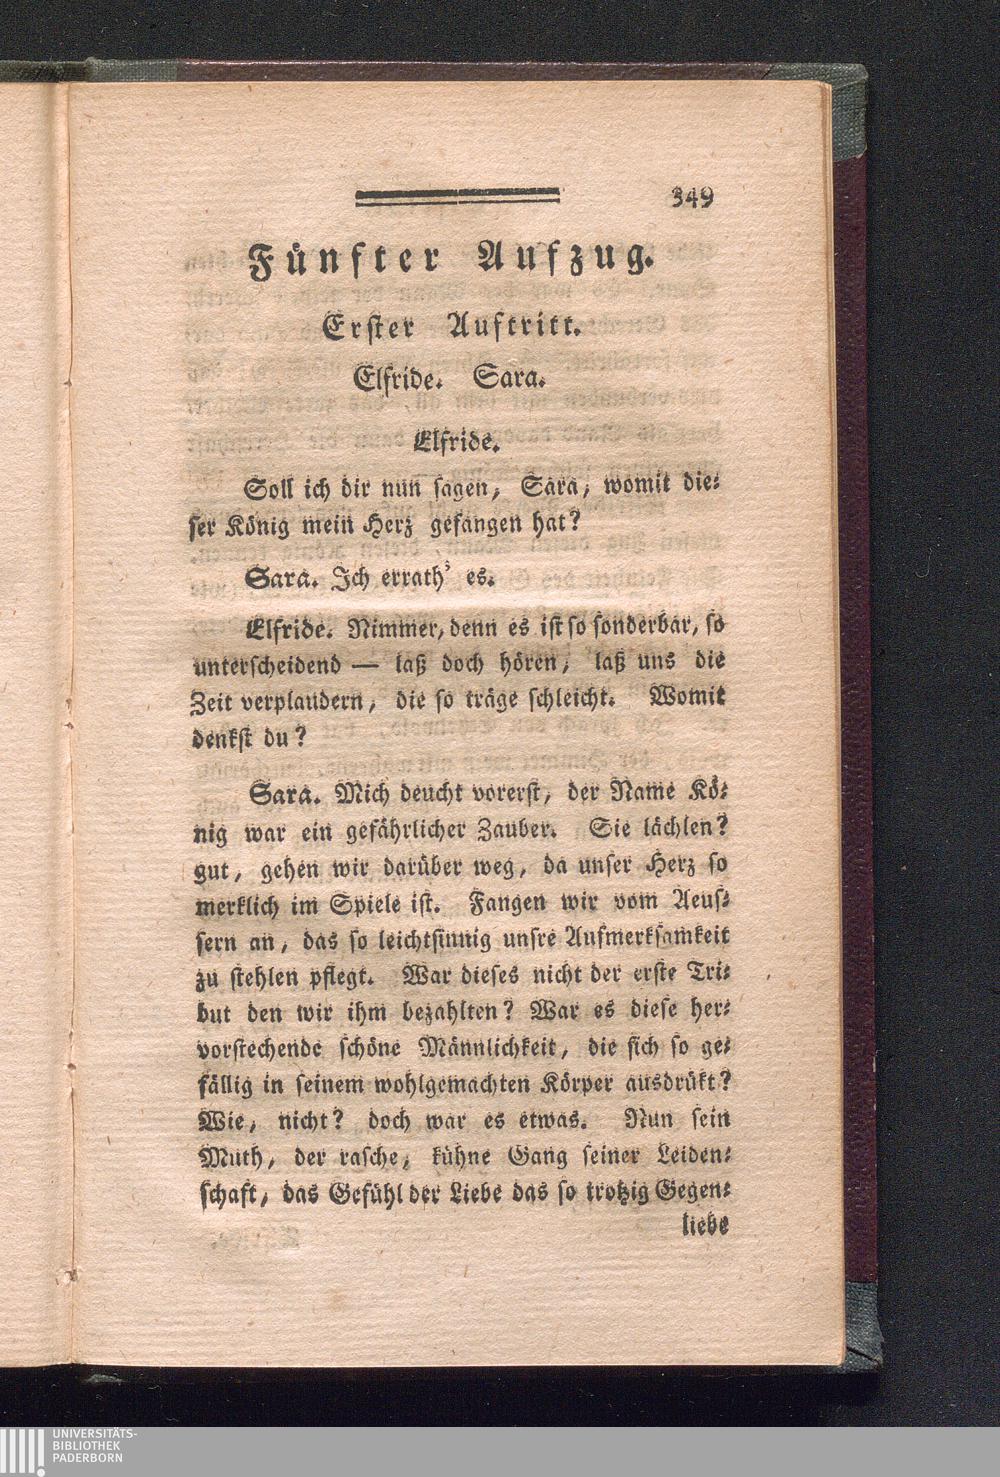 349
Fünfter Aufzug.
Erster Auftritt.
Elfride. Sara.
Elfride.
Soll ich dir nun sagen, Sara, womit die⸗
ser König mein Herz gefangen hat?
Sara. Ich errath' es.
Elfride. Nimmer, denn es ist so sonderbar, so
unterscheidend — laß doch hören, laß uns die
Zeit verplaudern, die so träge schleicht. Womit
denkst du?
Sara. Mich deucht vorerst, der Name Kö⸗
nig war ein gefährlicher Zauber. Sie lächlen?
gut, gehen wir darüber weg, da unser Herz so
merklich im Spiele ist. Fangen wir vom Aeus⸗
sern an, das so leichtsinnig unsre Aufmerksamkeit
zu stehlen pflegt. War dieses nicht der erste Tri⸗
but den wir ihm bezahlten? War es diese her⸗
vorstechende schöne Männlichkeit, die sich so ge⸗
fällig in seinem wohlgemachten Körper ausdrükt?
Wie, nicht? doch war es etwas. Nun sein
Muth, der rasche, kühne Gang seiner Leiden⸗
schaft, das Gefühl der Liebe das so trotzig Gegen⸗
liebe
UNIVERSITÄTS-
BIBLIOTHEK
PADERBORN